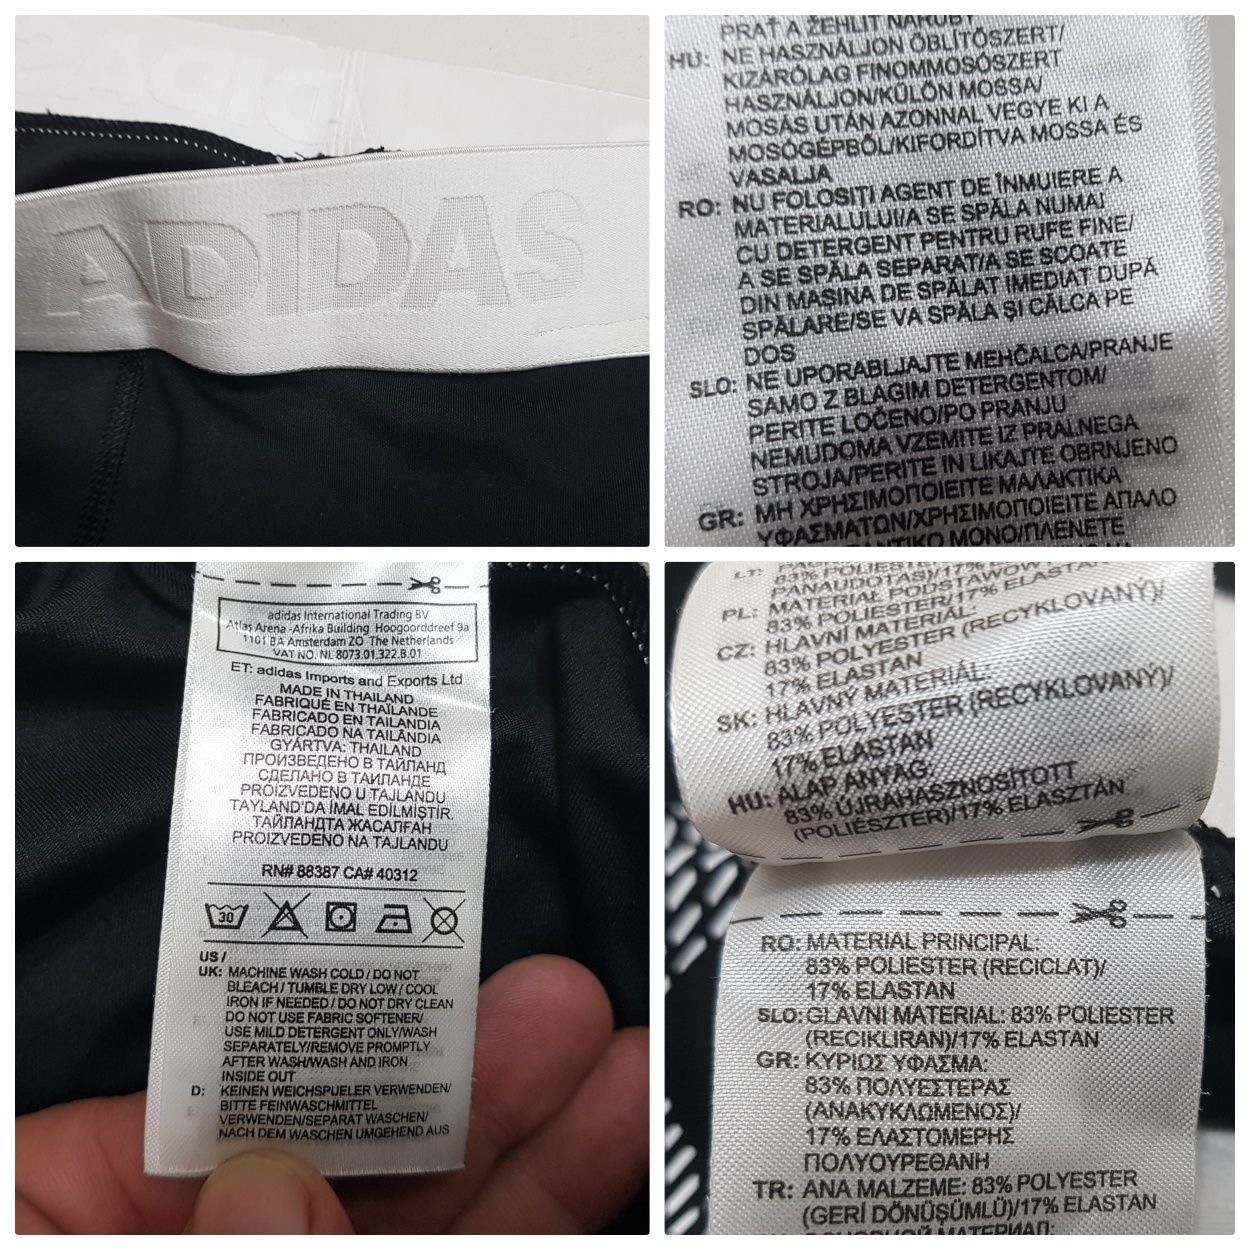 ADIDAS
PRAŤ A ŽEHLIT NARUBY
HU: NE HASZNÁLJON ÖBLÍTŐSZERT/
KIZÁRÓLAG FINOMMOSÓSZERT
HASZNÁLJON/KÜLÖN MOSSA/
MOSÁS UTÁN AZONNAL VEGYE KI A
MOSÓGÉPBŐL/KIFORDÍTVA MOSSA ÉS
VASALJA
RO: NU FOLOSIŢI AGENT DE ÎNMUIERE A
MATERIALULUI/A SE SPĂLA NUMAI
CU DETERGENT PENTRU RUFE FINE/
A SE SPĂLA SEPARAT/A SE SCOATE
DIN MASINA DE SPĂLAT IMEDIAT DUPĂ
SPĂLARE/SE VA SPĂLA ŞI CĂLCA PE
DOS
SLO: NE UPORABLJAJTE MEHČALCA/PRANJE
SAMO Z BLAGIM DETERGENTOM/
PERITE LOČENO/PO PRANJU
NEMUDOMA VZEMITE IZ PRALNEGA
STROJA/PERITE IN LIKAJTE OBRNJENO
GR: ΜΗ ΧΡΗΣΙΜΟΠΟΙΕΙΤΕ ΜΑΛΑΚΤΙΚΑ
ΥΦΑΣΜΑΤΩΝ/ΧΡΗΣΙΜΟΠΟΙΕΙΤΕ ΑΠΑΛΟ
ΜΟΝΟ/ΠΛΕΝΕΤΕ
adidas International Trading BV
Atlas Arena -Afrika Building Hoogoorddreef 9a
1101 BA Amsterdam ZO The Netherlands
VAT NO. NL 8073.01.322.B.01
ET: adidas Imports and Exports Ltd
MADE IN THAILAND
FABRIQUÉ EN THAÏLANDE
FABRICADO EN TAILANDIA
FABRICADO NA TAILÂNDIA
GYÁRTVA: THAILAND
ПРОИЗВЕДЕНО В ТАЙЛАНД
СДЕЛАНО В ТАИЛАНДЕ
PROIZVEDENO U TAJLANDU
TAYLAND'DA İMAL EDİLMİŞTİR.
ТАЙЛАНДТА ЖАСАЛҒАН
PROIZVEDENO NA TAJLANDU
RN# 88387 CA# 40312
30
US /
UK: MACHINE WASH COLD / DO NOT
BLEACH / TUMBLE DRY LOW / COOL
IRON IF NEEDED / DO NOT DRY CLEAN
DO NOT USE FABRIC SOFTENER/
USE MILD DETERGENT ONLY/WASH
SEPARATELY/REMOVE PROMPTLY
AFTER WASH/WASH AND IRON
INSIDE OUT
D: KEINEN WEICHSPUELER VERWENDEN/
BITTE FEINWASCHMITTEL
VERWENDEN/SEPARAT WASCHEN/
NACH DEM WASCHEN UMGEHEND AUS
PANAUDOTAS)/17%
PL: MATERIAŁ PODSTAWOWY:
83% POLIESTER/17% ELASTAN
CZ: HLAVNÍ MATERIÁL:
83% POLYESTER (RECYKLOVANÝ)/
17% ELASTAN
SK: HLAVNÝ MATERIÁL:
83% POLYESTER (RECYKLOVANÝ)/
17% ELASTAN
HU: ALAP ANYAG:
83% ÚJRAHASZNOSÍTOTT
(POLIÉSZTER)/17% ELASZTÁN
RO: MATERIAL PRINCIPAL:
83% POLIESTER (RECICLAT)/
17% ELASTAN
SLO: GLAVNI MATERIAL: 83% POLIESTER
(RECIKLIRAN)/17% ELASTAN
GR: ΚΥΡΙΩΣ ΥΦΑΣΜΑ:
83% ΠΟΛΥΕΣΤΕΡΑΣ
(ΑΝΑΚΥΚΛΩΜΕΝΟΣ)/
17% ΕΛΑΣΤΟΜΕΡΗΣ
ΠΟΛΥΟΥΡΕΘΑΝΗ
TR: ANA MALZEME: 83% POLYESTER
(GERİ DÖNÜŞÜMLÜ)/17% ELASTAN